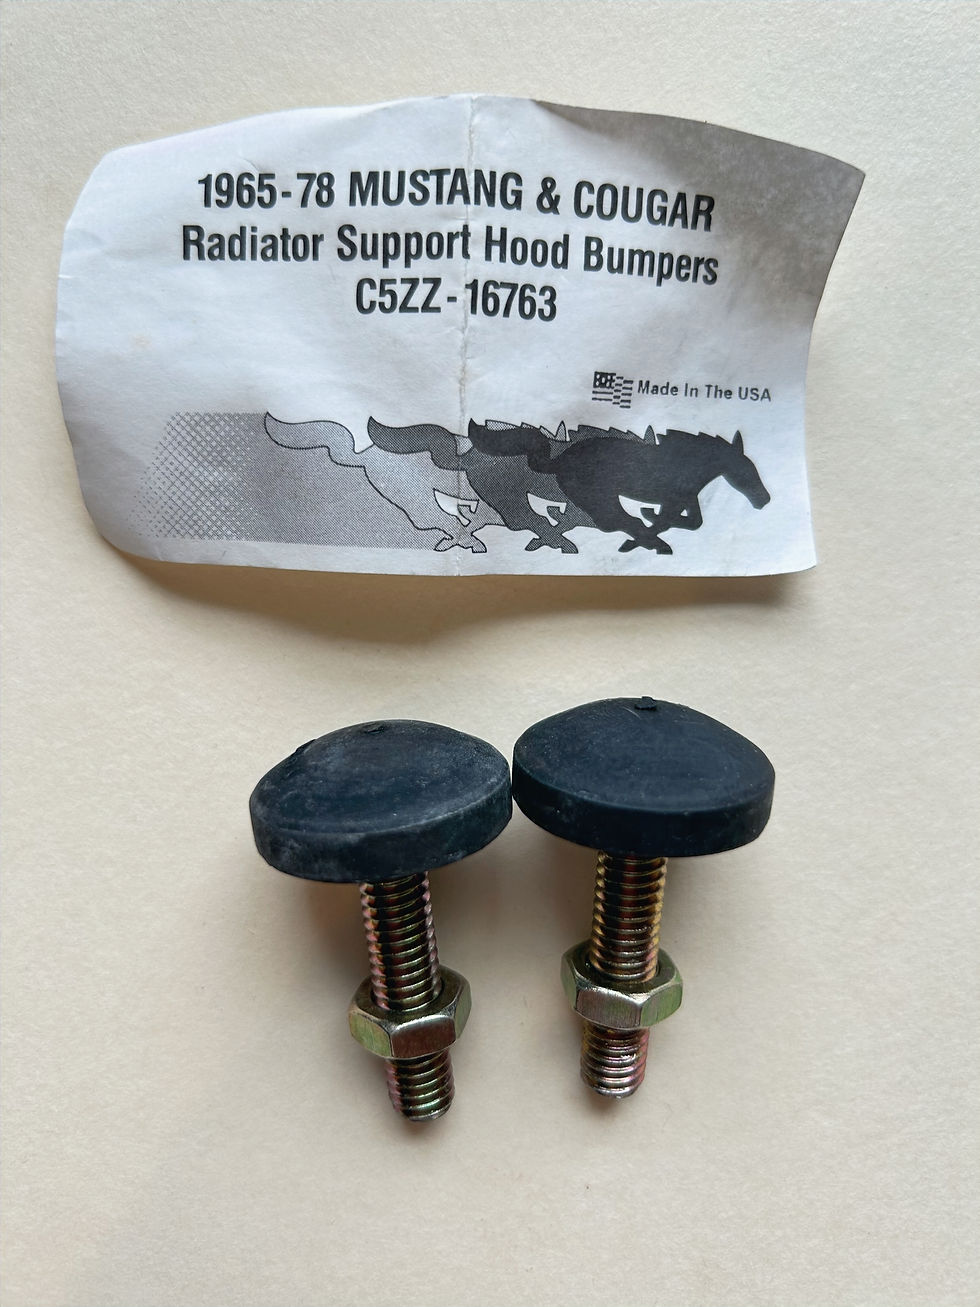 1965-78 MUSTANG & COUGAR
Radiator Support Hood Bumpers
C5ZZ-16763
Made In The USA